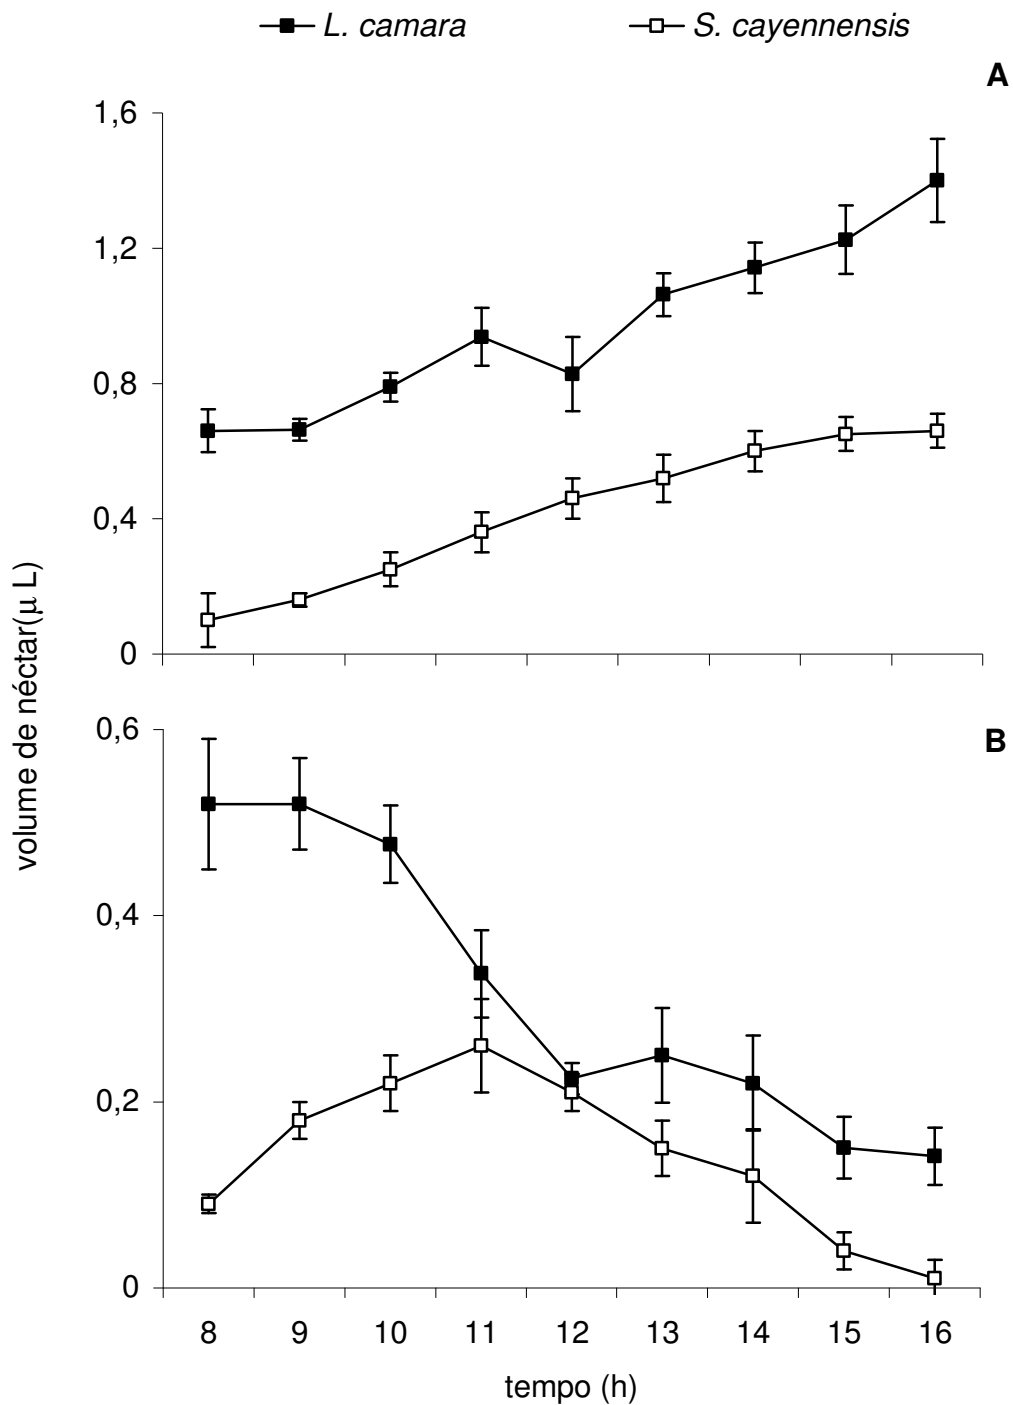 L. camara S. cayennensis
A
1,6
1,2
0,8
0,4
0
volume de néctar(μ L)
B
0,6
0,4
0,2
0
8 9 10 11 12 13 14 15 16
tempo (h)